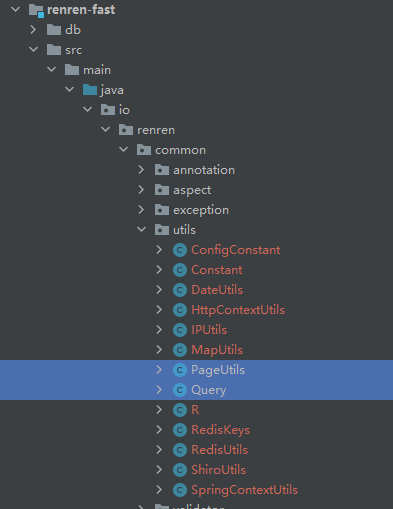 renren-fast
db
src
main
java
io
renren
common
annotation
aspect
exception
utils
ConfigConstant
Constant
DateUtils
HttpContextUtils
IPUtils
MapUtils
PageUtils
Query
R
RedisKeys
RedisUtils
ShiroUtils
SpringContextUtils